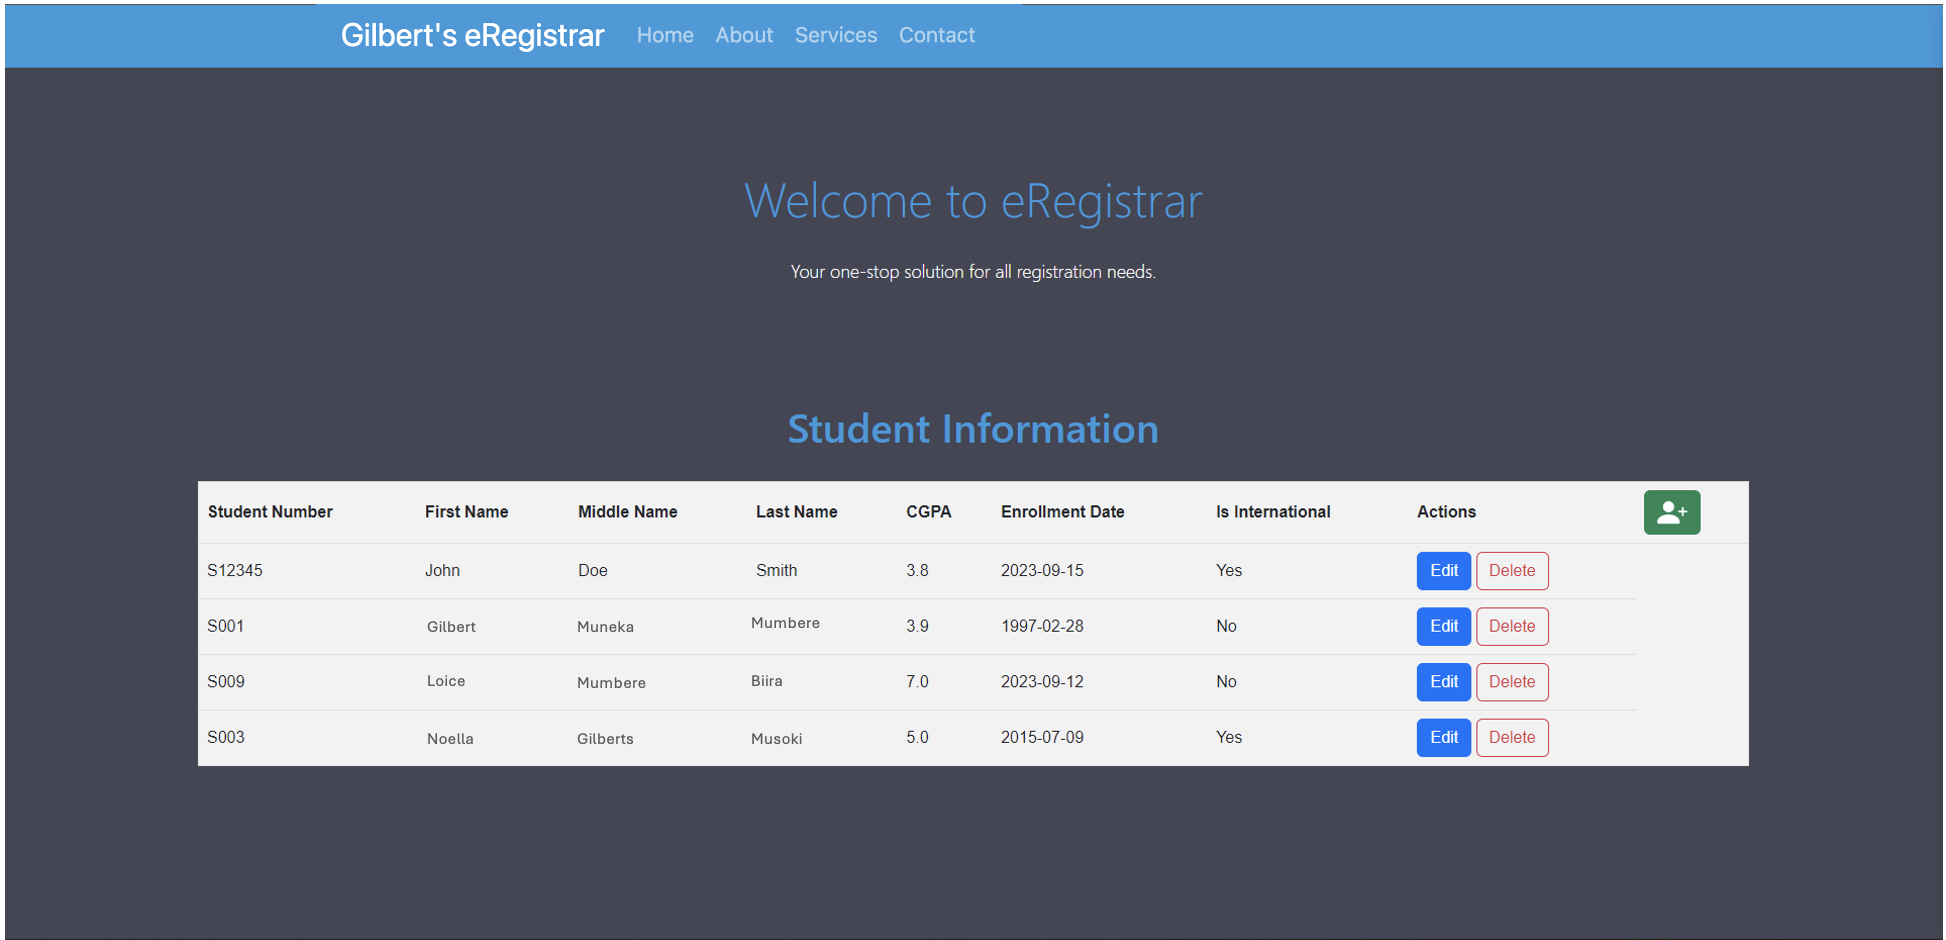 Gilbert's eRegistrar Home About Services Contact
Welcome to eRegistrar
Your one-stop solution for all registration needs.
Student Information
Student Number First Name Middle Name Last Name CGPA Enrollment Date Is International Actions
S12345 John Doe Smith 3.8 2023-09-15 Yes Edit Delete
S001 Gilbert Muneka Mumbere 3.9 1997-02-28 No Edit Delete
S009 Loice Mumbere Biira 7.0 2023-09-12 No Edit Delete
S003 Noella Gilberts Musoki 5.0 2015-07-09 Yes Edit Delete